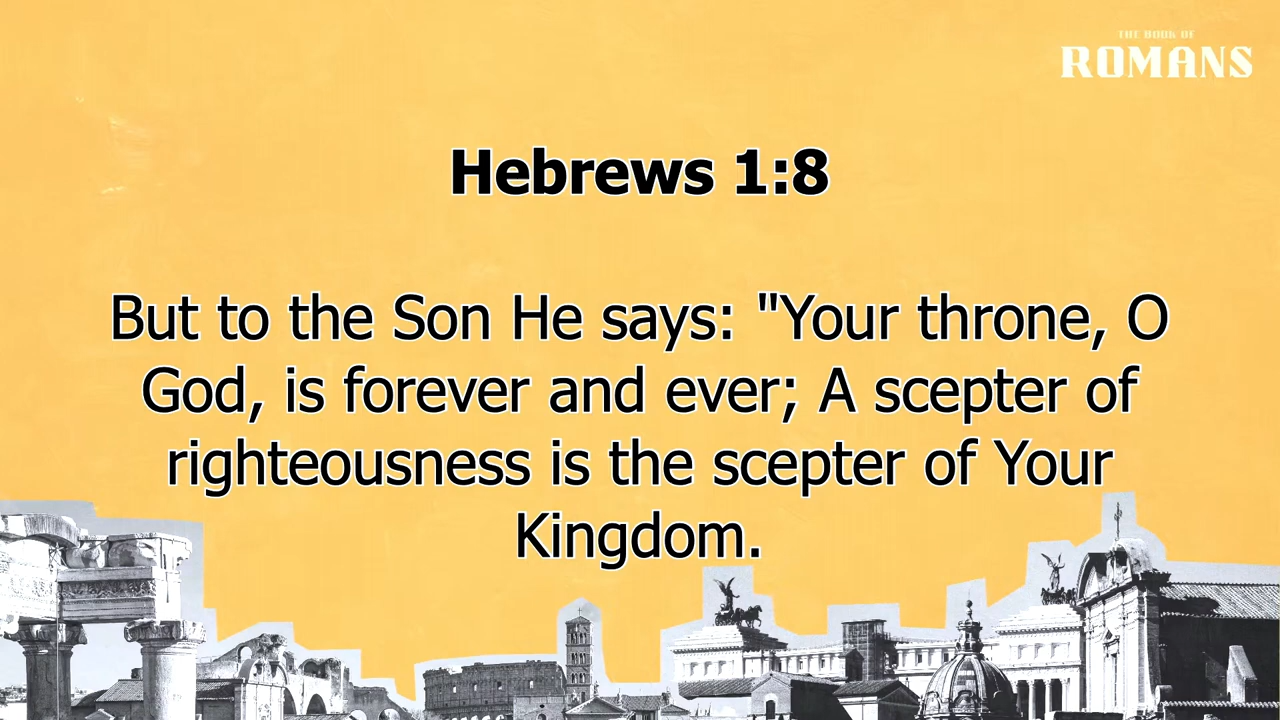 THE BOOK OF
ROMANS
Hebrews 1:8
But to the Son He says: "Your throne, O
God, is forever and ever; A scepter of
righteousness is the scepter of Your
Kingdom.